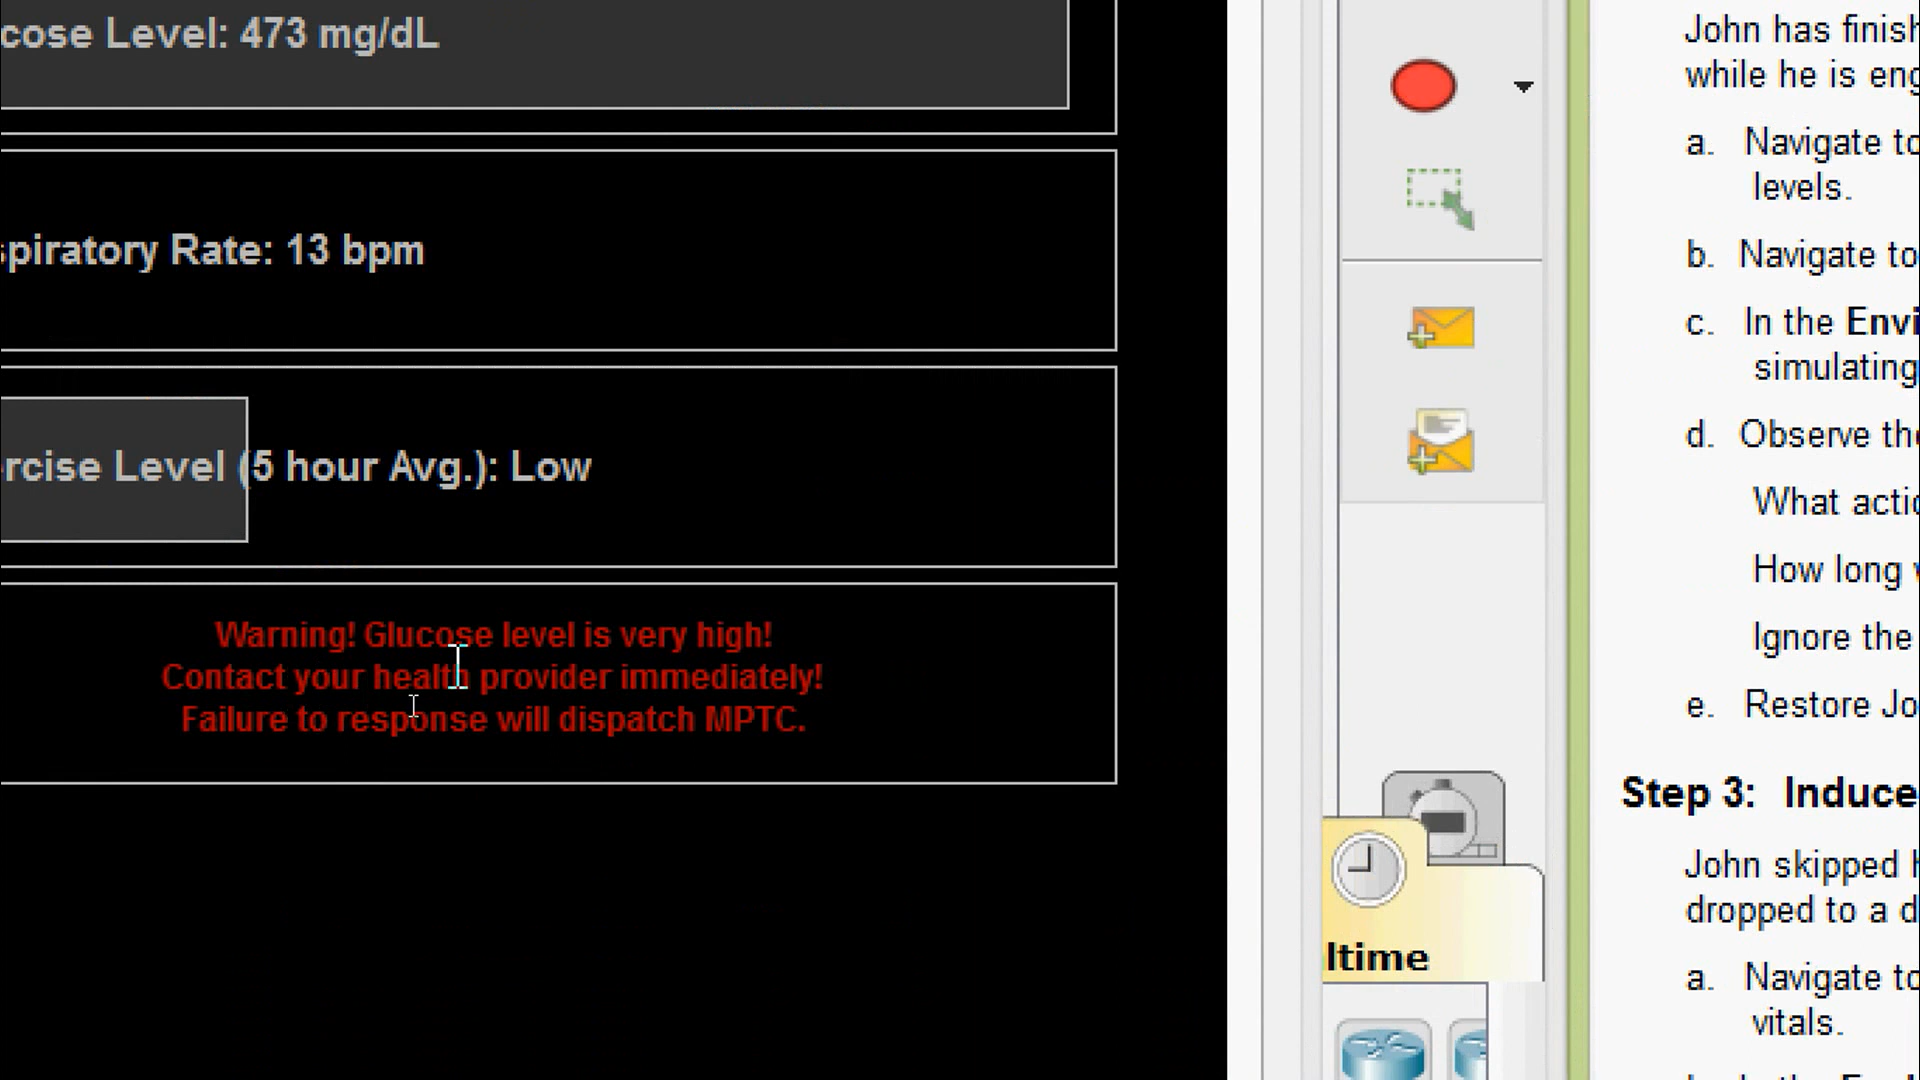 cose Level: 473 mg/dL
spiratory Rate: 13 bpm
rcise Level (5 hour Avg.): Low
Warning! Glucose level is very high!
Contact your health provider immediately!
Failure to response will dispatch MPTC.
ltime
John has finish
while he is eng
a. Navigate to
levels.
b. Navigate to
c. In the Envi
simulating
d. Observe the
What actio
How long
Ignore the
e. Restore Jo
Step 3: Induce
John skipped h
dropped to a d
a. Navigate to
vitals.